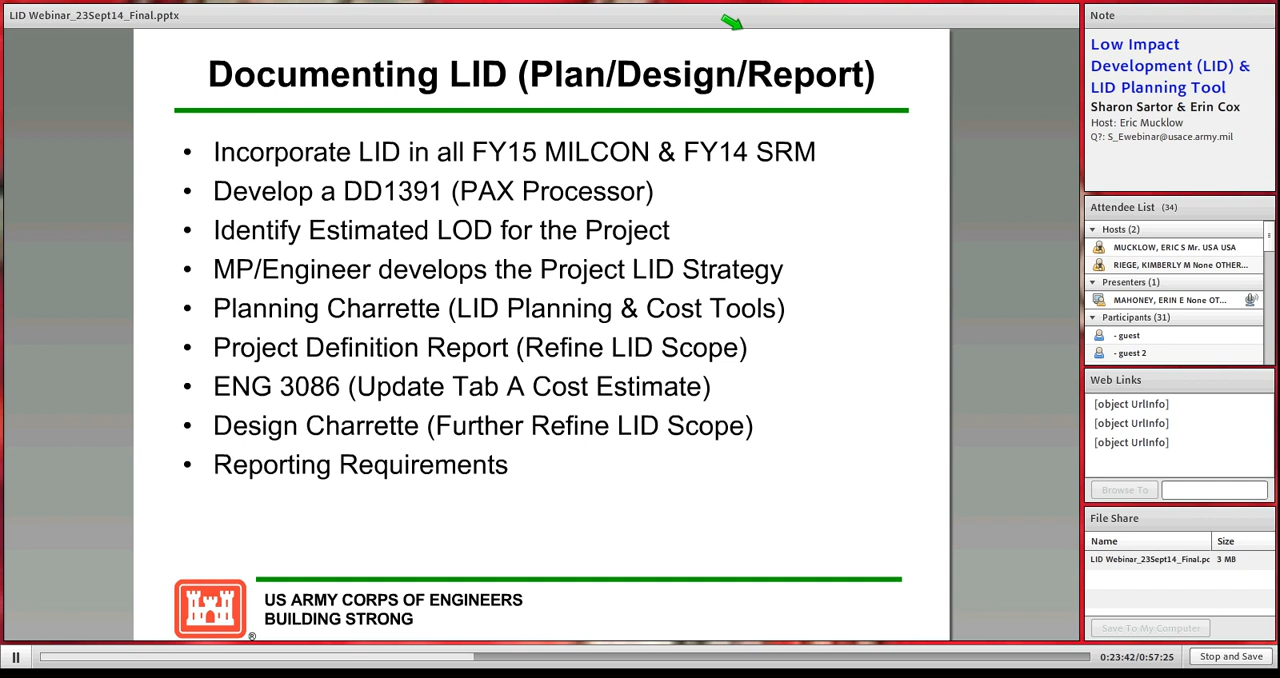 LID Webinar_23Sept14_Final.pptx
Documenting LID (Plan/Design/Report)
• Incorporate LID in all FY15 MILCON & FY14 SRM
• Develop a DD1391 (PAX Processor)
• Identify Estimated LOD for the Project
• MP/Engineer develops the Project LID Strategy
• Planning Charrette (LID Planning & Cost Tools)
• Project Definition Report (Refine LID Scope)
• ENG 3086 (Update Tab A Cost Estimate)
• Design Charrette (Further Refine LID Scope)
• Reporting Requirements
US ARMY CORPS OF ENGINEERS
BUILDING STRONG
®
Note
Low Impact
Development (LID) &
LID Planning Tool
Sharon Sartor & Erin Cox
Host: Eric Mucklow
Q?: S_Ewebinar@usace.army.mil
Attendee List (34)
Hosts (2)
MUCKLOW, ERIC S Mr. USA USA
RIEGE, KIMBERLY M None OTHER...
Presenters (1)
MAHONEY, ERIN E None OT...
Participants (31)
- guest
- guest 2
Web Links
[object UrlInfo]
[object UrlInfo]
[object UrlInfo]
Browse To
File Share
Name Size
LID Webinar_23Sept14_Final.pc 3 MB
Save To My Computer
0:23:42/0:57:25
Stop and Save